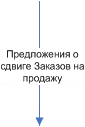 Предложения о
сдвиге Заказов на
продажу